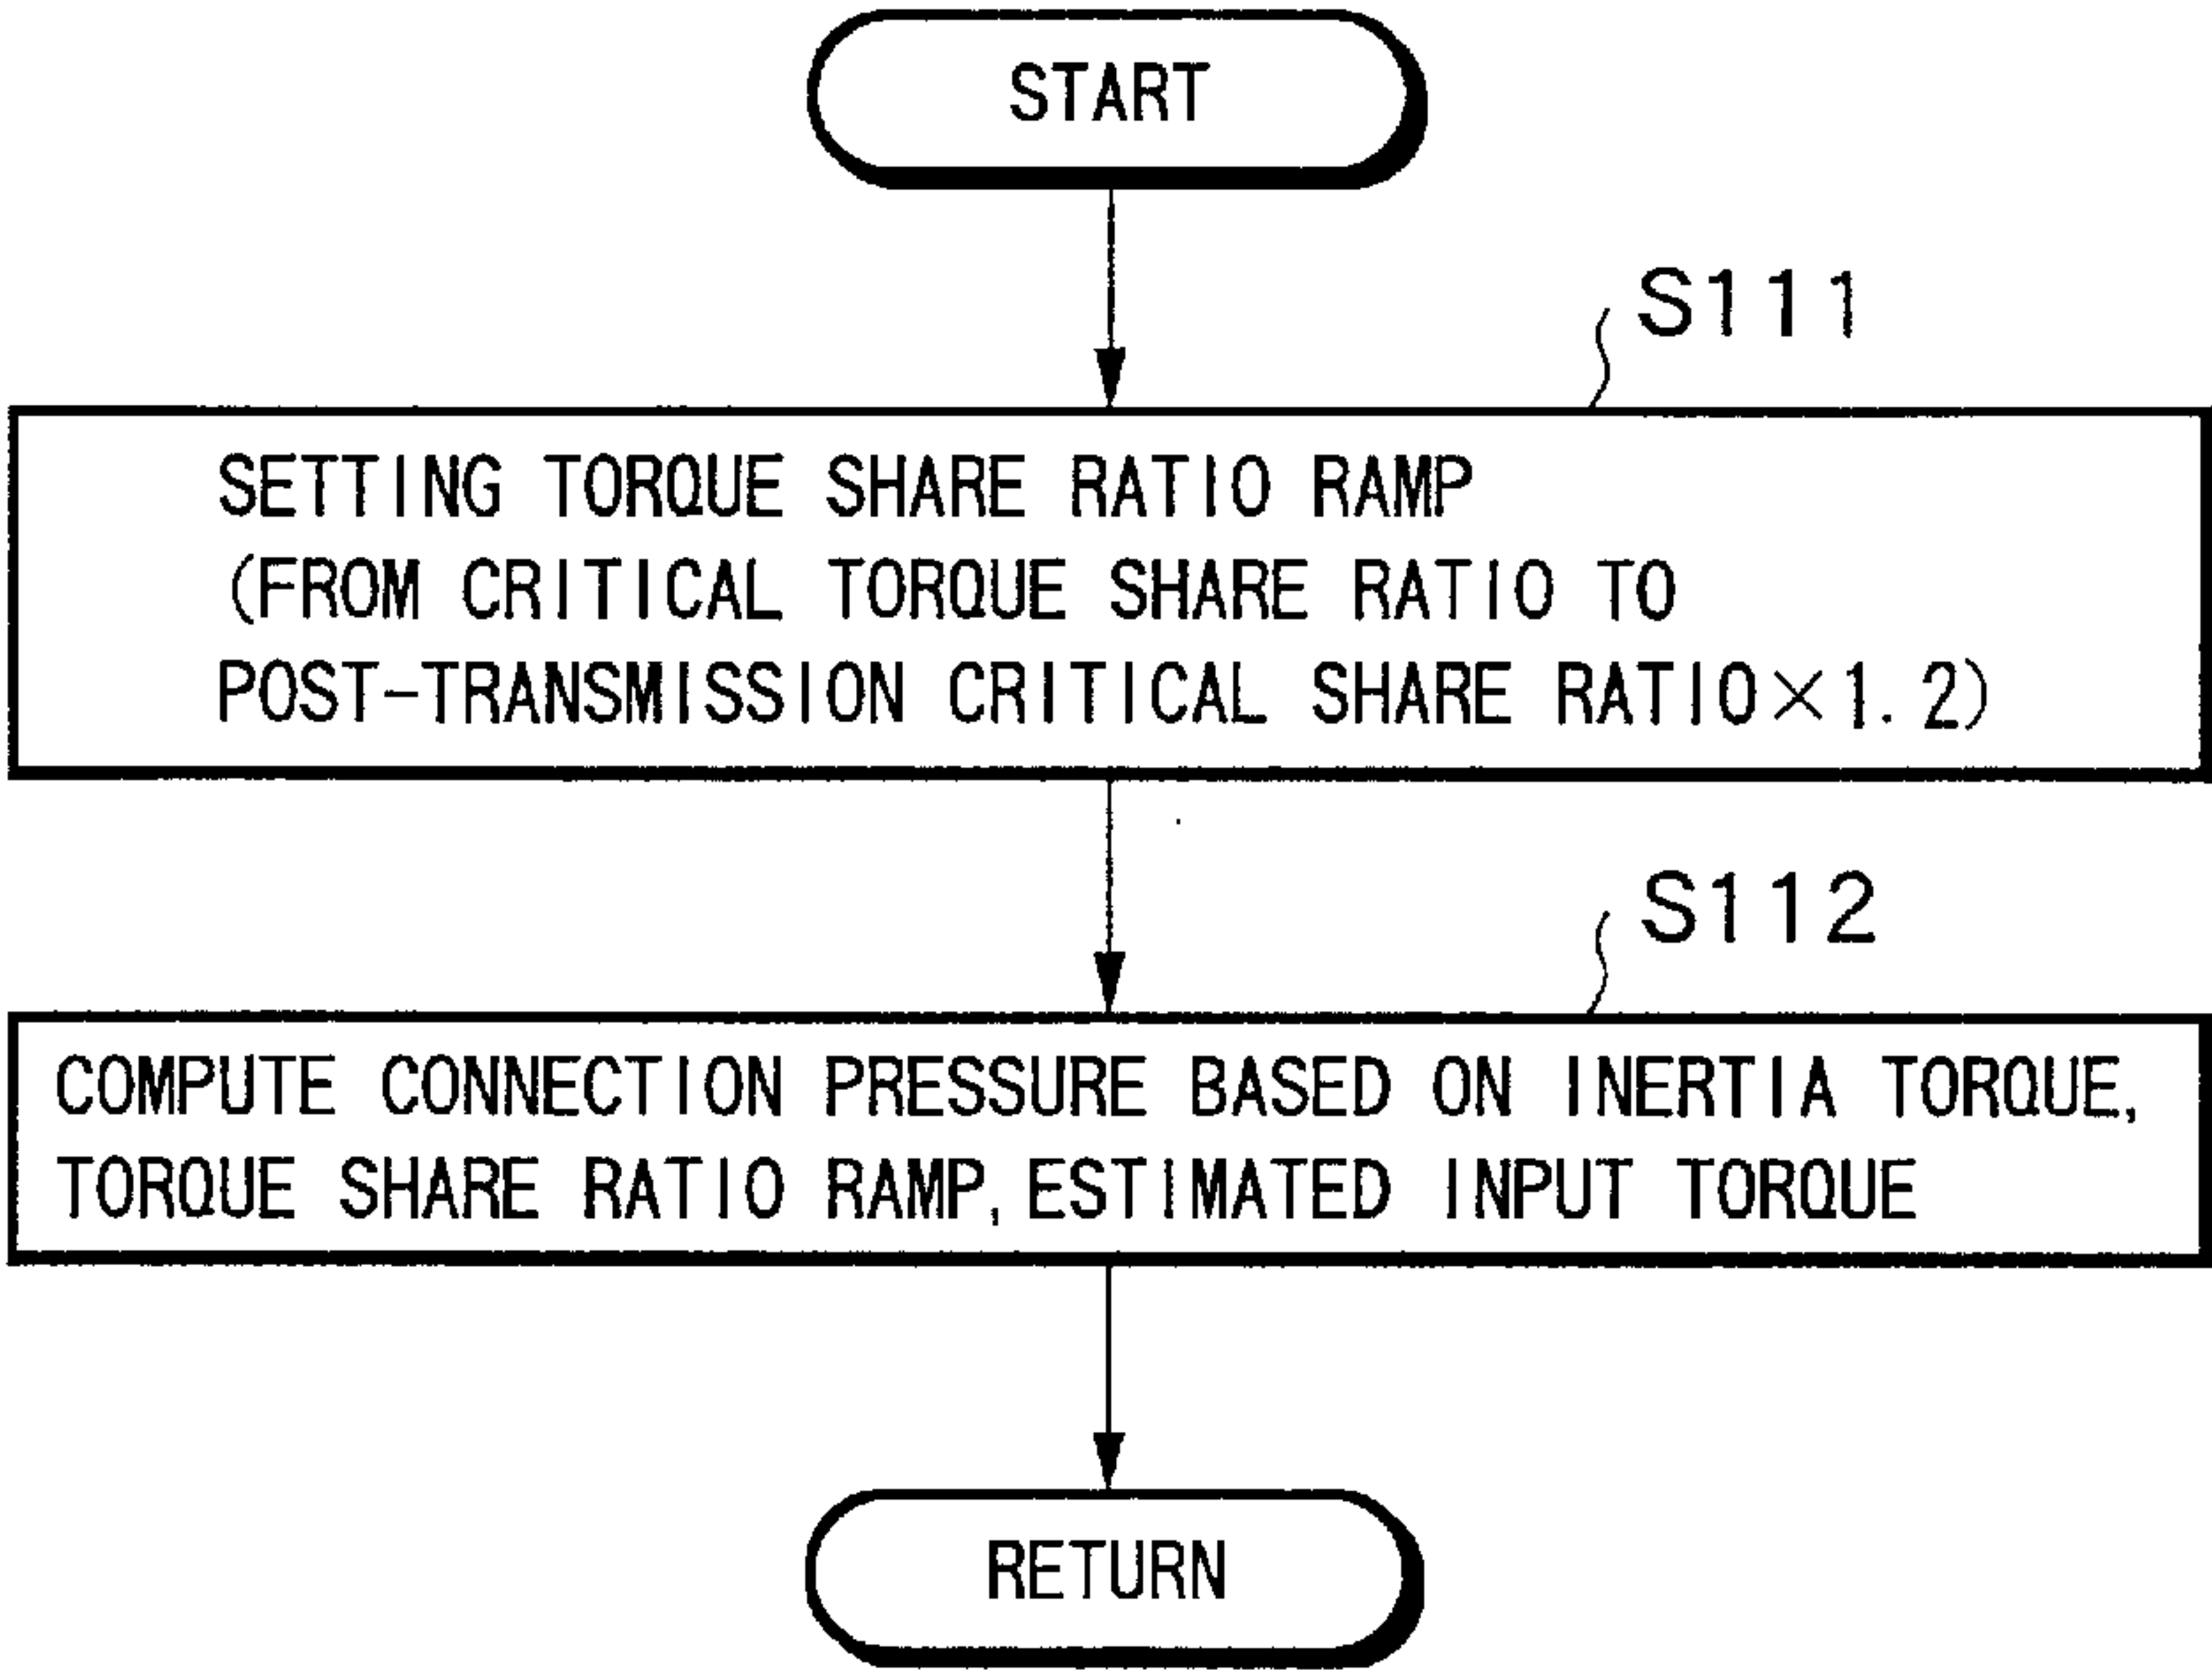 START
S111
SETTING TORQUE SHARE RATIO RAMP
(FROM CRITICAL TORQUE SHARE RATIO TO
POST-TRANSMISSION CRITICAL SHARE RATIO×1.2)
S112
COMPUTE CONNECTION PRESSURE BASED ON INERTIA TORQUE,
TORQUE SHARE RATIO RAMP, ESTIMATED INPUT TORQUE
RETURN